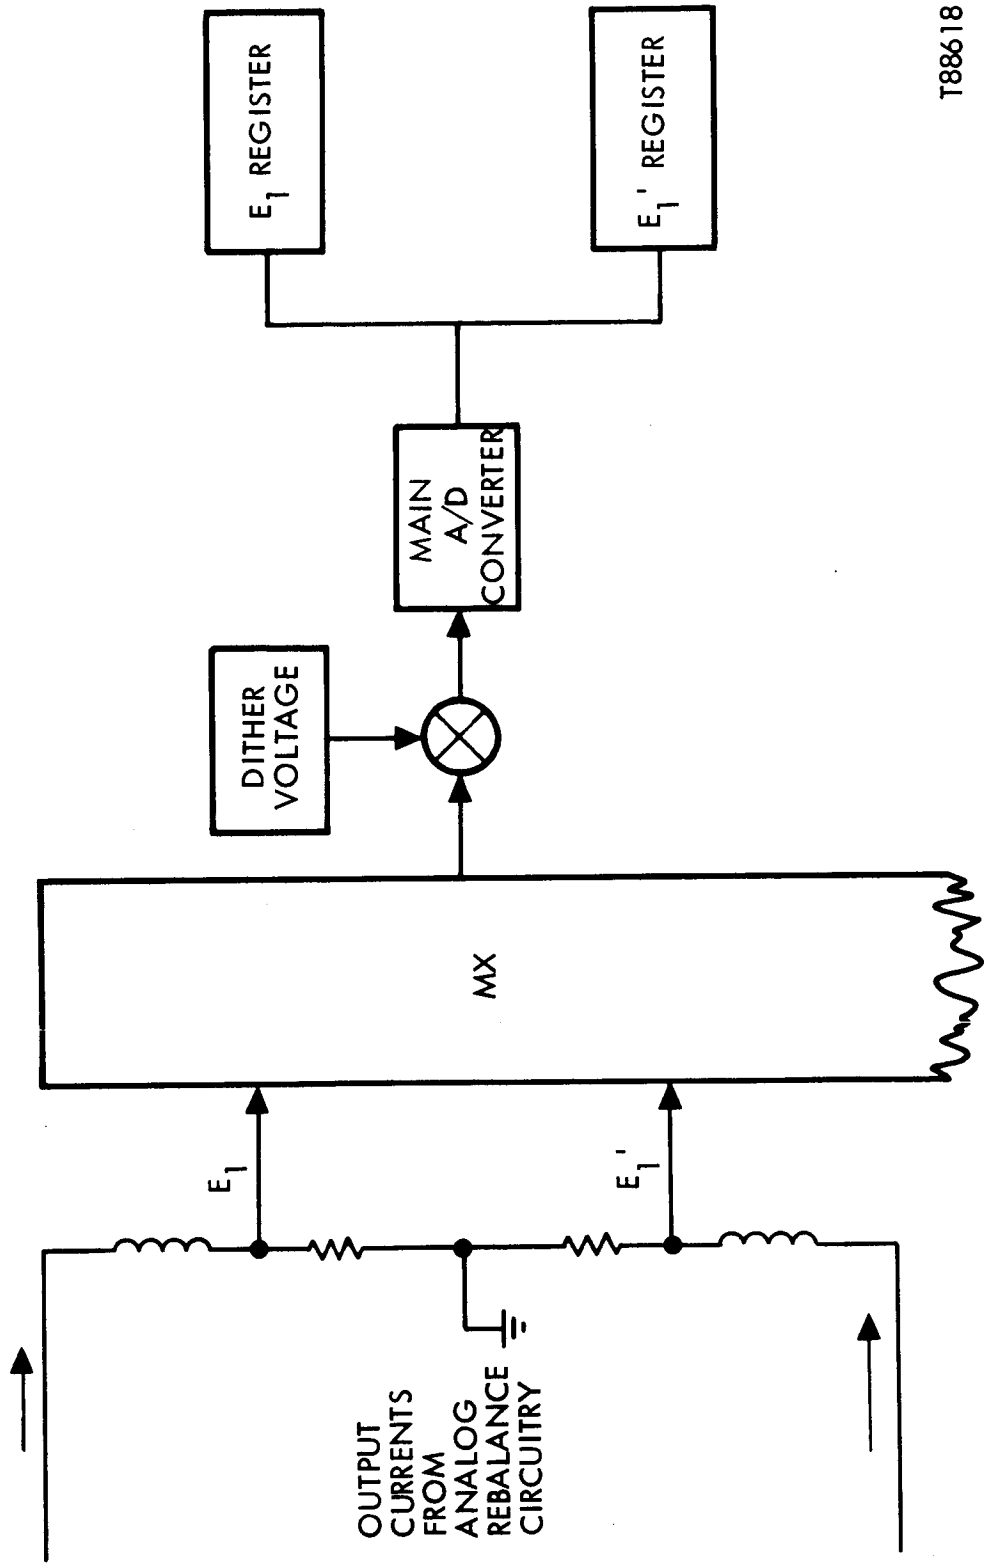 OUTPUT
CURRENTS
FROM
ANALOG
REBALANCE
CIRCUITRY
E1
E1'
MX
DITHER
VOLTAGE
MAIN
A/D
CONVERTER
E1 REGISTER
E1' REGISTER
T88618